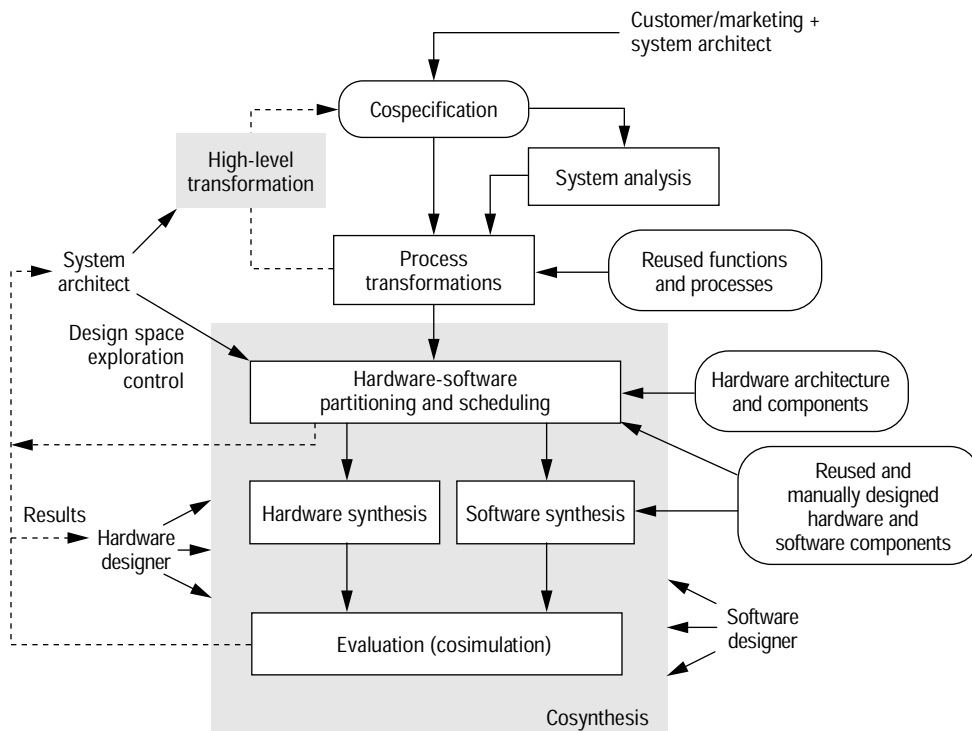 Customer/marketing +
system architect
Cospecification
High-level
transformation
System analysis
System
architect
Process
transformations
Reused functions
and processes
Design space
exploration
control
Hardware-software
partitioning and scheduling
Hardware architecture
and components
Results
Hardware
designer
Hardware synthesis
Software synthesis
Reused and
manually designed
hardware and
software components
Evaluation (cosimulation)
Software
designer
Cosynthesis